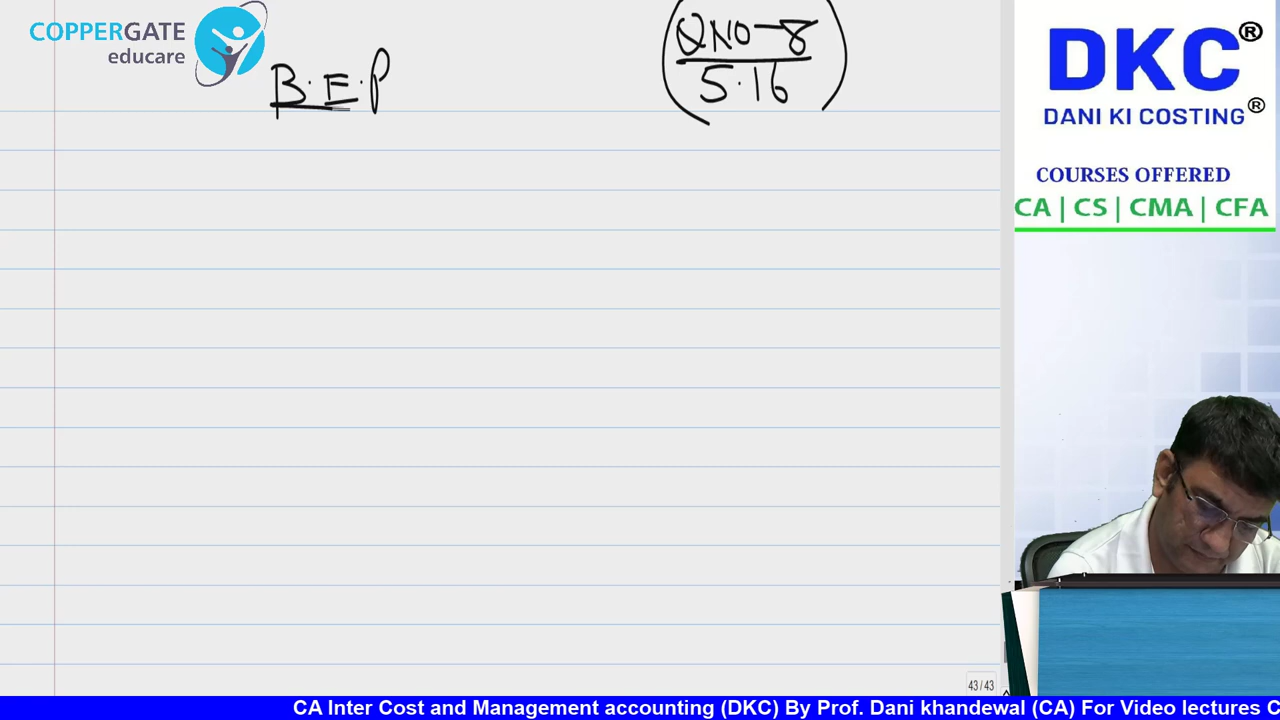 COPPERGATE
educare
B.E.P
QNO-8
5.16
DKC®
DANI KI COSTING®
COURSES OFFERED
CA | CS | CMA | CFA
43/43
CA Inter Cost and Management accounting (DKC) By Prof. Dani khandewal (CA) For Video lectures C